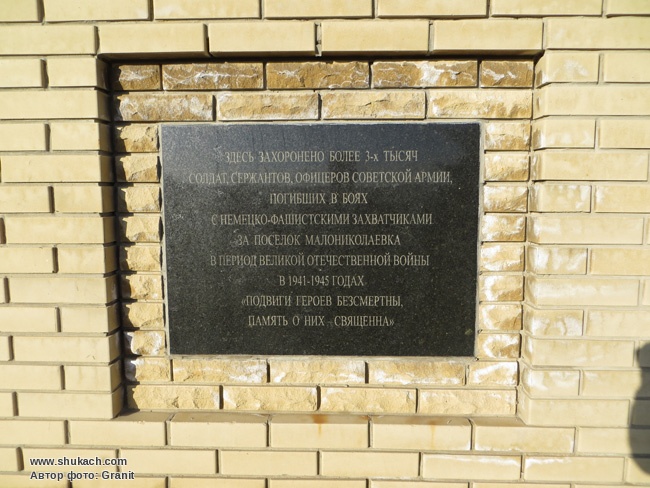 ЗДЕСЬ ЗАХОРОНЕНО БОЛЕЕ 3-х ТЫСЯЧ
СОЛДАТ, СЕРЖАНТОВ, ОФИЦЕРОВ СОВЕТСКОЙ АРМИИ,
ПОГИБШИХ В БОЯХ
С НЕМЕЦКО-ФАШИСТСКИМИ ЗАХВАТЧИКАМИ
ЗА ПОСЕЛОК МАЛОНИКОЛАЕВКА
В ПЕРИОД ВЕЛИКОЙ ОТЕЧЕСТВЕННОЙ ВОЙНЫ
В 1941-1945 ГОДАХ
«ПОДВИГИ ГЕРОЕВ БЕЗСМЕРТНЫ,
ПАМЯТЬ О НИХ - СВЯЩЕННА»
www.shukach.com
Автор фото: Granit